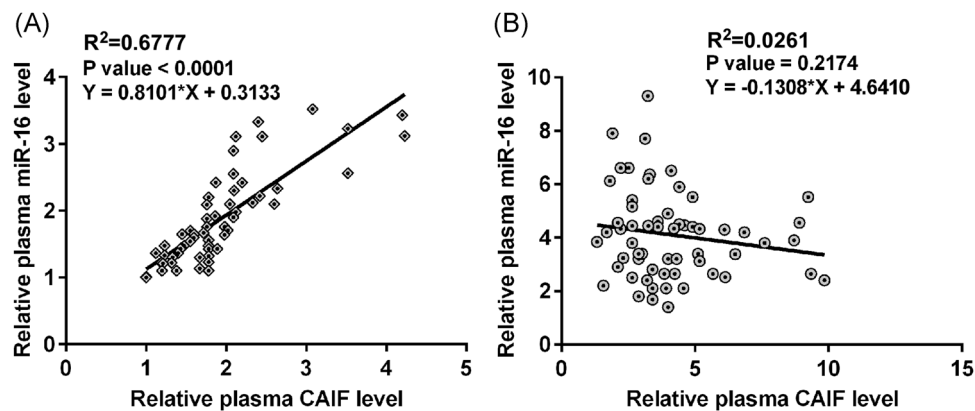 (A)
R²=0.6777
P value < 0.0001
Y = 0.8101*X + 0.3133
Relative plasma miR-16 level
4
3
2
1
0
0 1 2 3 4 5
Relative plasma CAIF level
(B)
R²=0.0261
P value = 0.2174
Y = -0.1308*X + 4.6410
Relative plasma miR-16 level
10
8
6
4
2
0
0 5 10 15
Relative plasma CAIF level